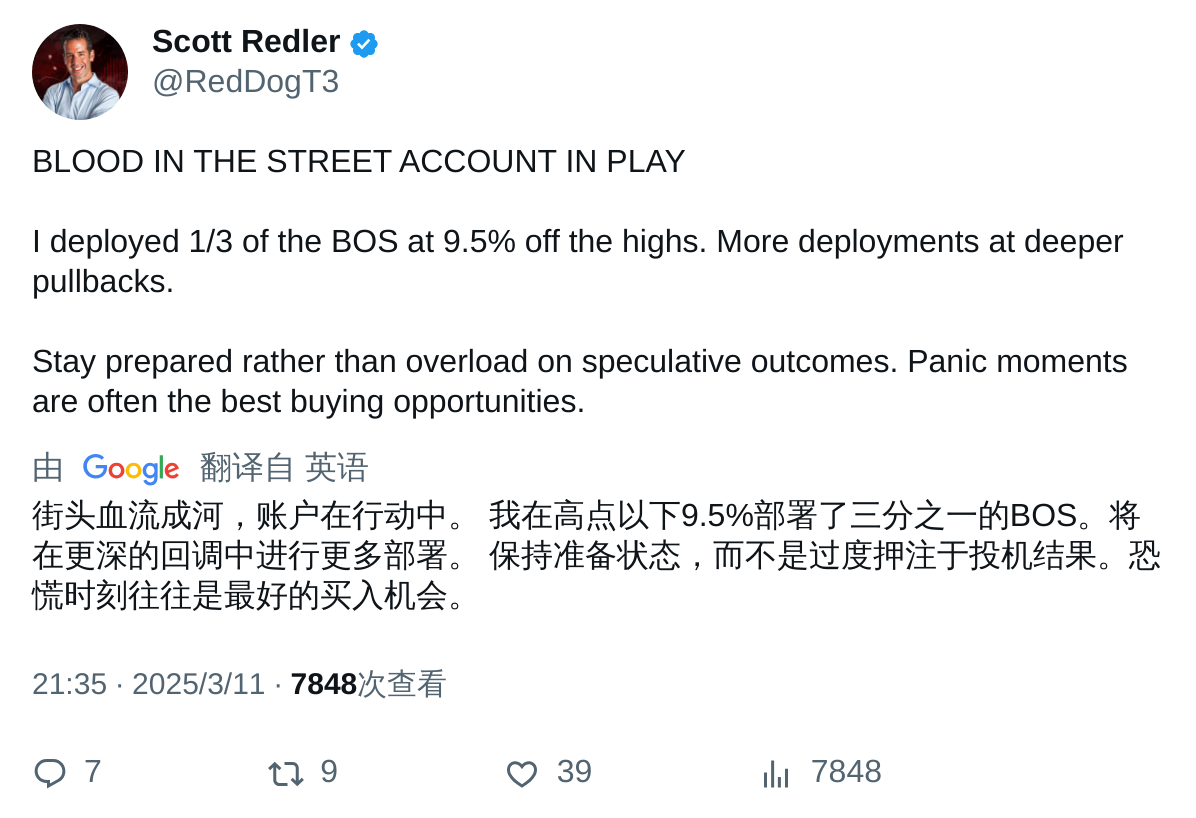 Scott Redler
@RedDogT3
BLOOD IN THE STREET ACCOUNT IN PLAY
I deployed 1/3 of the BOS at 9.5% off the highs. More deployments at deeper
pullbacks.
Stay prepared rather than overload on speculative outcomes. Panic moments
are often the best buying opportunities.
由 Google 翻译自 英语
街头血流成河，账户在行动中。 我在高点以下9.5%部署了三分之一的BOS。将
在更深的回调中进行更多部署。 保持准备状态，而不是过度押注于投机结果。恐
慌时刻往往是最好的买入机会。
21:35 · 2025/3/11 · 7848次查看
7 9 39 7848